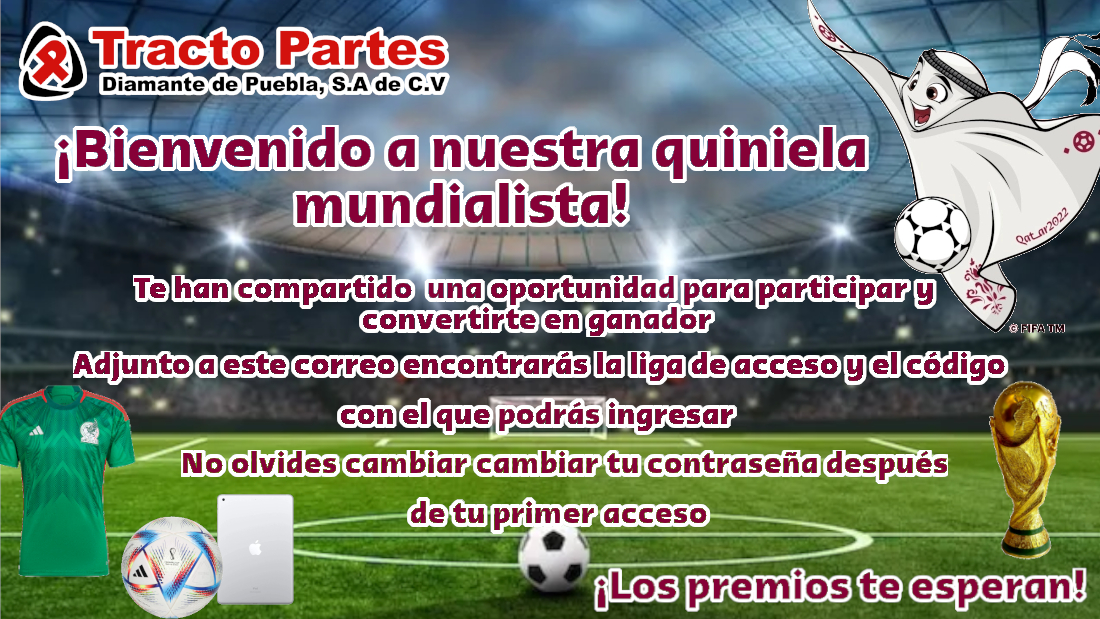 Tracto Partes
Diamante de Puebla, S.A de C.V
¡Bienvenido a nuestra quiniela
mundialista!
Qat_ar2022
© FIFA TM
Te han compartido una oportunidad para participar y
convertirte en ganador
Adjunto a este correo encontrarás la liga de acceso y el código
con el que podrás ingresar
No olvides cambiar cambiar tu contraseña después
de tu primer acceso
¡Los premios te esperan!